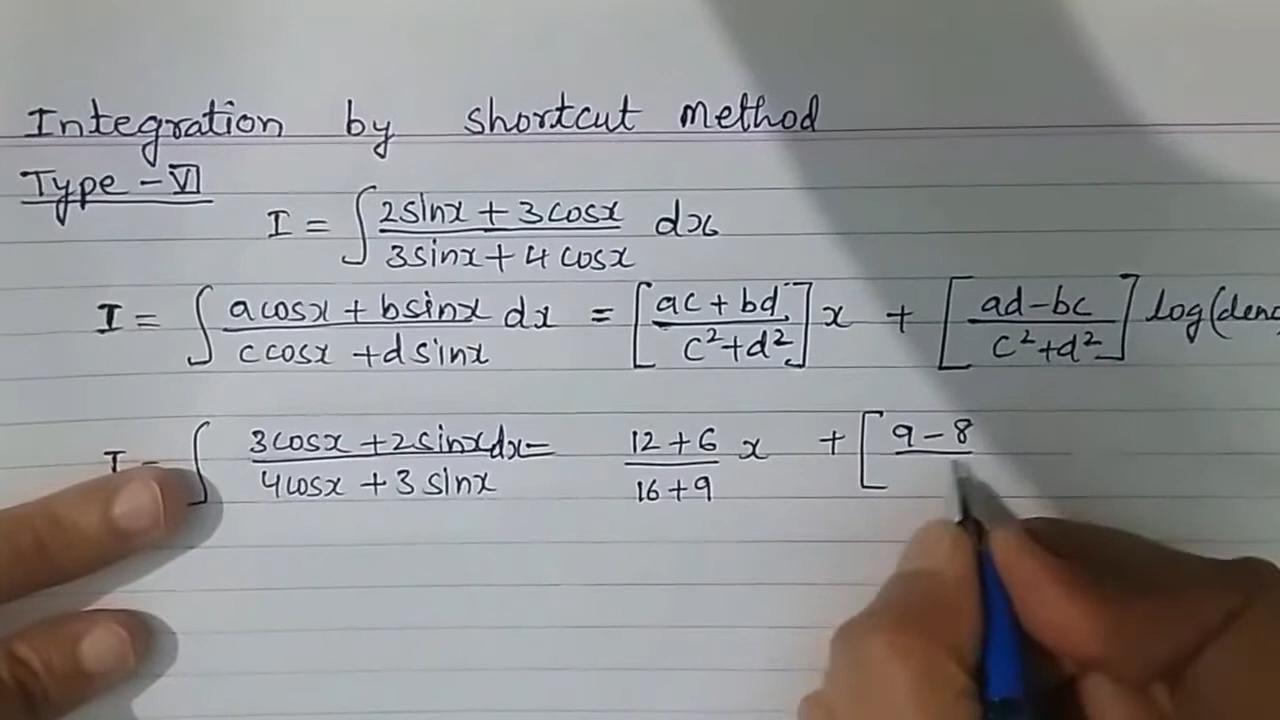 Integration by shortcut method
Type - VI
I = ∫ (2sinx + 3cosx)/(3sinx + 4cosx) dx
I = ∫ (acosx + bsinx)/(ccosx + dsinx) dx = [(ac + bd)/(c² + d²)] x + [(ad - bc)/(c² + d²)] log(den
I = ∫ (3cosx + 2sinx)/(4cosx + 3sinx) dx = (12 + 6)/(16 + 9) x + [(9 - 8)/